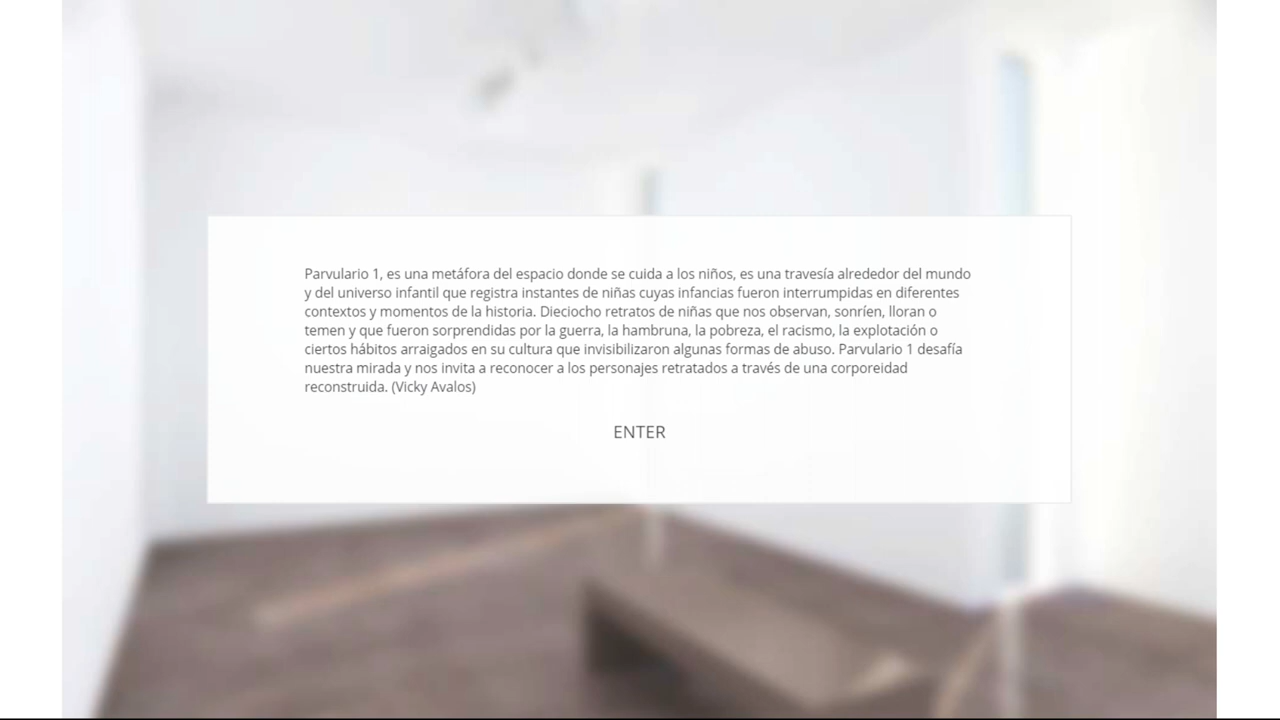 Parvulario 1, es una metáfora del espacio donde se cuida a los niños, es una travesía alrededor del mundo
y del universo infantil que registra instantes de niñas cuyas infancias fueron interrumpidas en diferentes
contextos y momentos de la historia. Dieciocho retratos de niñas que nos observan, sonríen, lloran o
temen y que fueron sorprendidas por la guerra, la hambruna, la pobreza, el racismo, la explotación o
ciertos hábitos arraigados en su cultura que invisibilizaron algunas formas de abuso. Parvulario 1 desafía
nuestra mirada y nos invita a reconocer a los personajes retratados a través de una corporeidad
reconstruida. (Vicky Avalos)
ENTER